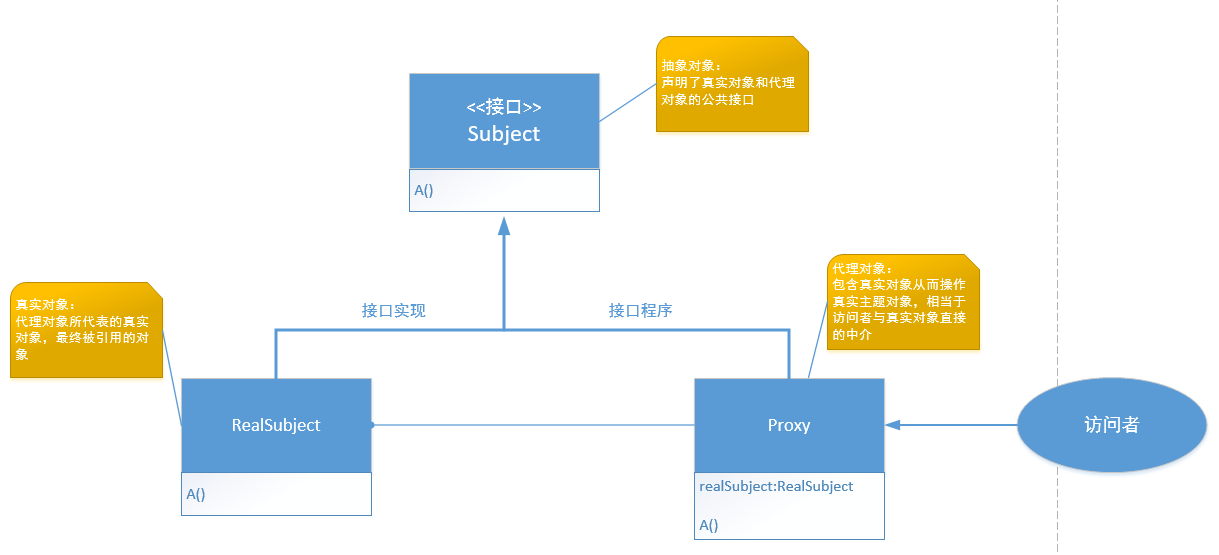 抽象对象：
声明了真实对象和代理
对象的公共接口
<<接口>>
Subject
A()
代理对象：
包含真实对象从而操作
真实主题对象，相当于
访问者与真实对象直接
的中介
真实对象：
代理对象所代表的真实
对象，最终被引用的对
象
接口实现
接口程序
RealSubject
A()
Proxy
realSubject:RealSubject
A()
访问者